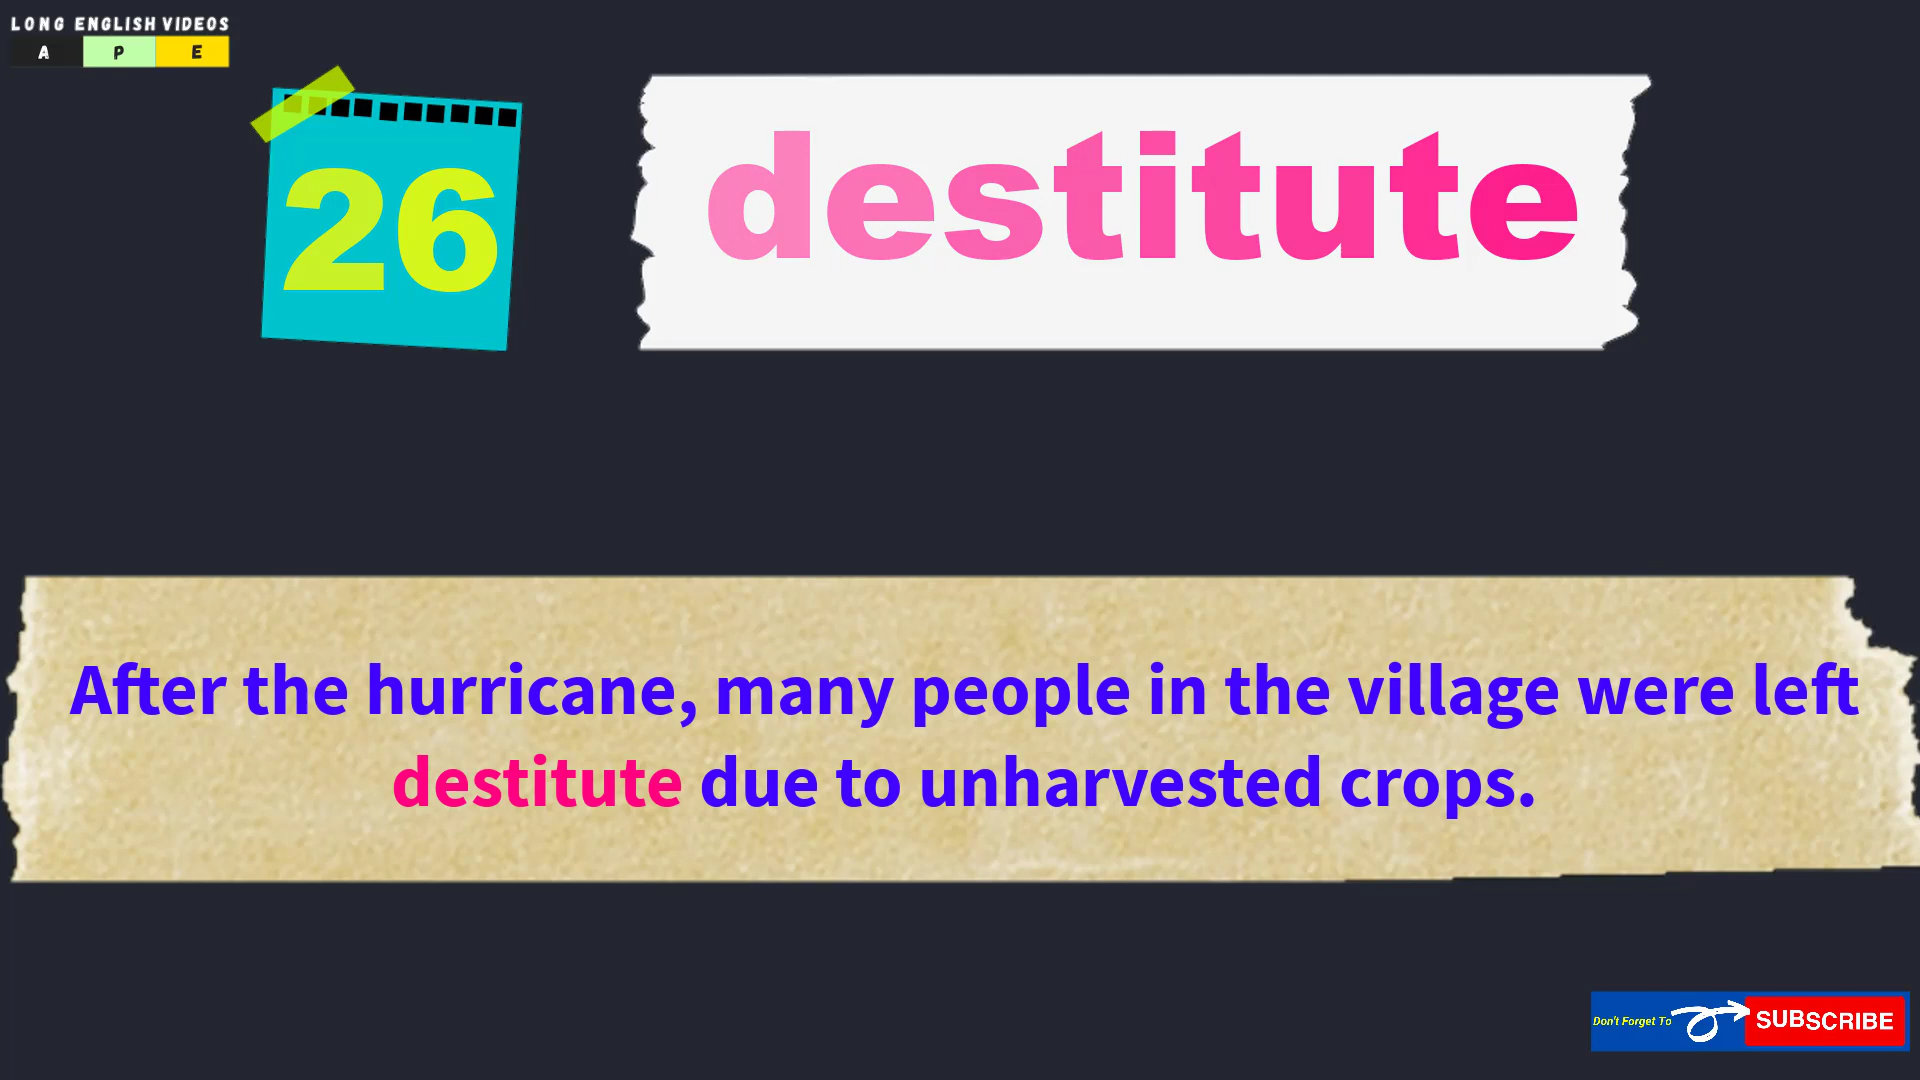 LONG ENGLISH VIDEOS
A P E
26
destitute
After the hurricane, many people in the village were left
destitute due to unharvested crops.
Don't Forget To
SUBSCRIBE